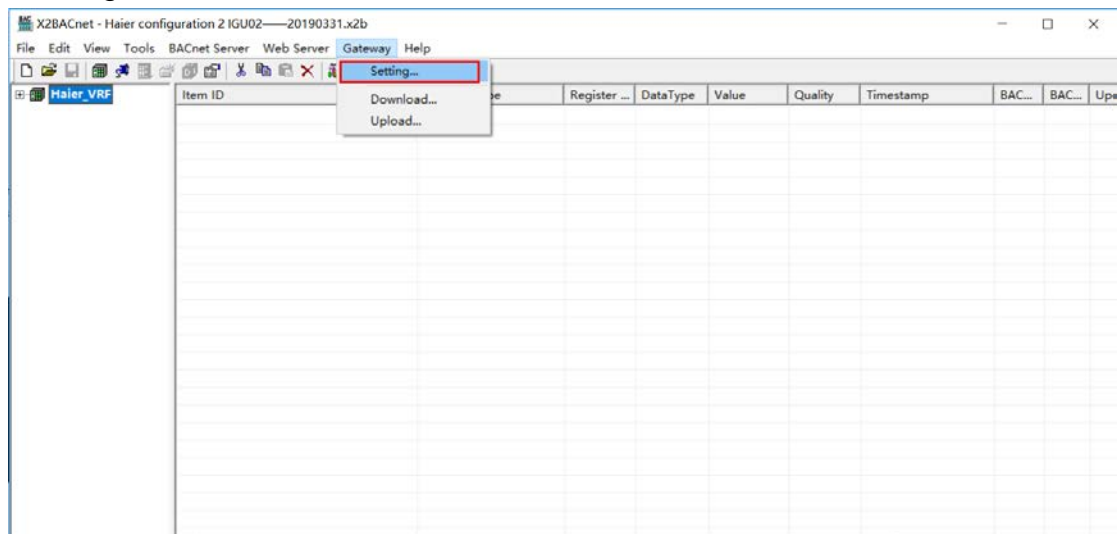 X2BACnet - Haier configuration 2 IGU02——20190331.x2b
File Edit View Tools BACnet Server Web Server Gateway Help
Setting...
Haier_VRF
Item ID Register ... DataType Value Quality Timestamp BAC... BAC...
Download...
Upload...